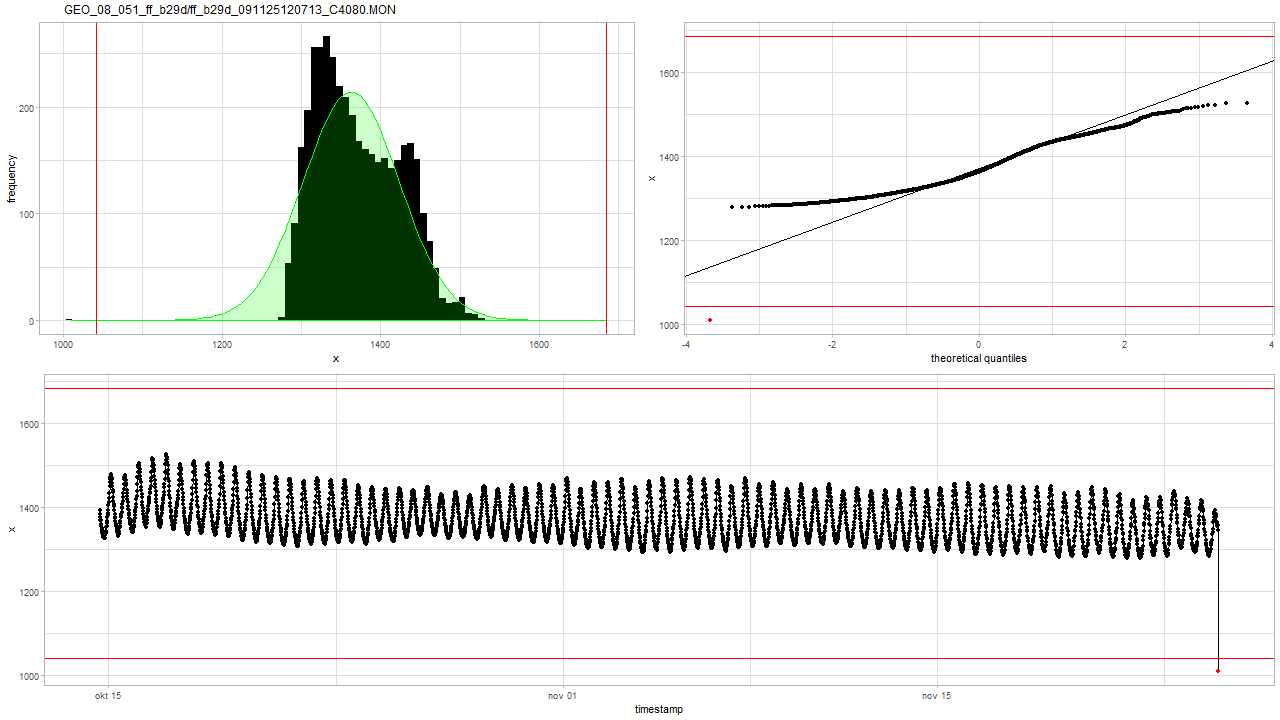 GEO_08_051_ff_b29d/ff_b29d_091125120713_C4080.MON
frequency
200
100
0
1000
1200
1400
1600
x
x
1600
1400
1200
1000
-4
-2
0
2
4
theoretical quantiles
x
1600
1400
1200
1000
okt 15
nov 01
nov 15
timestamp